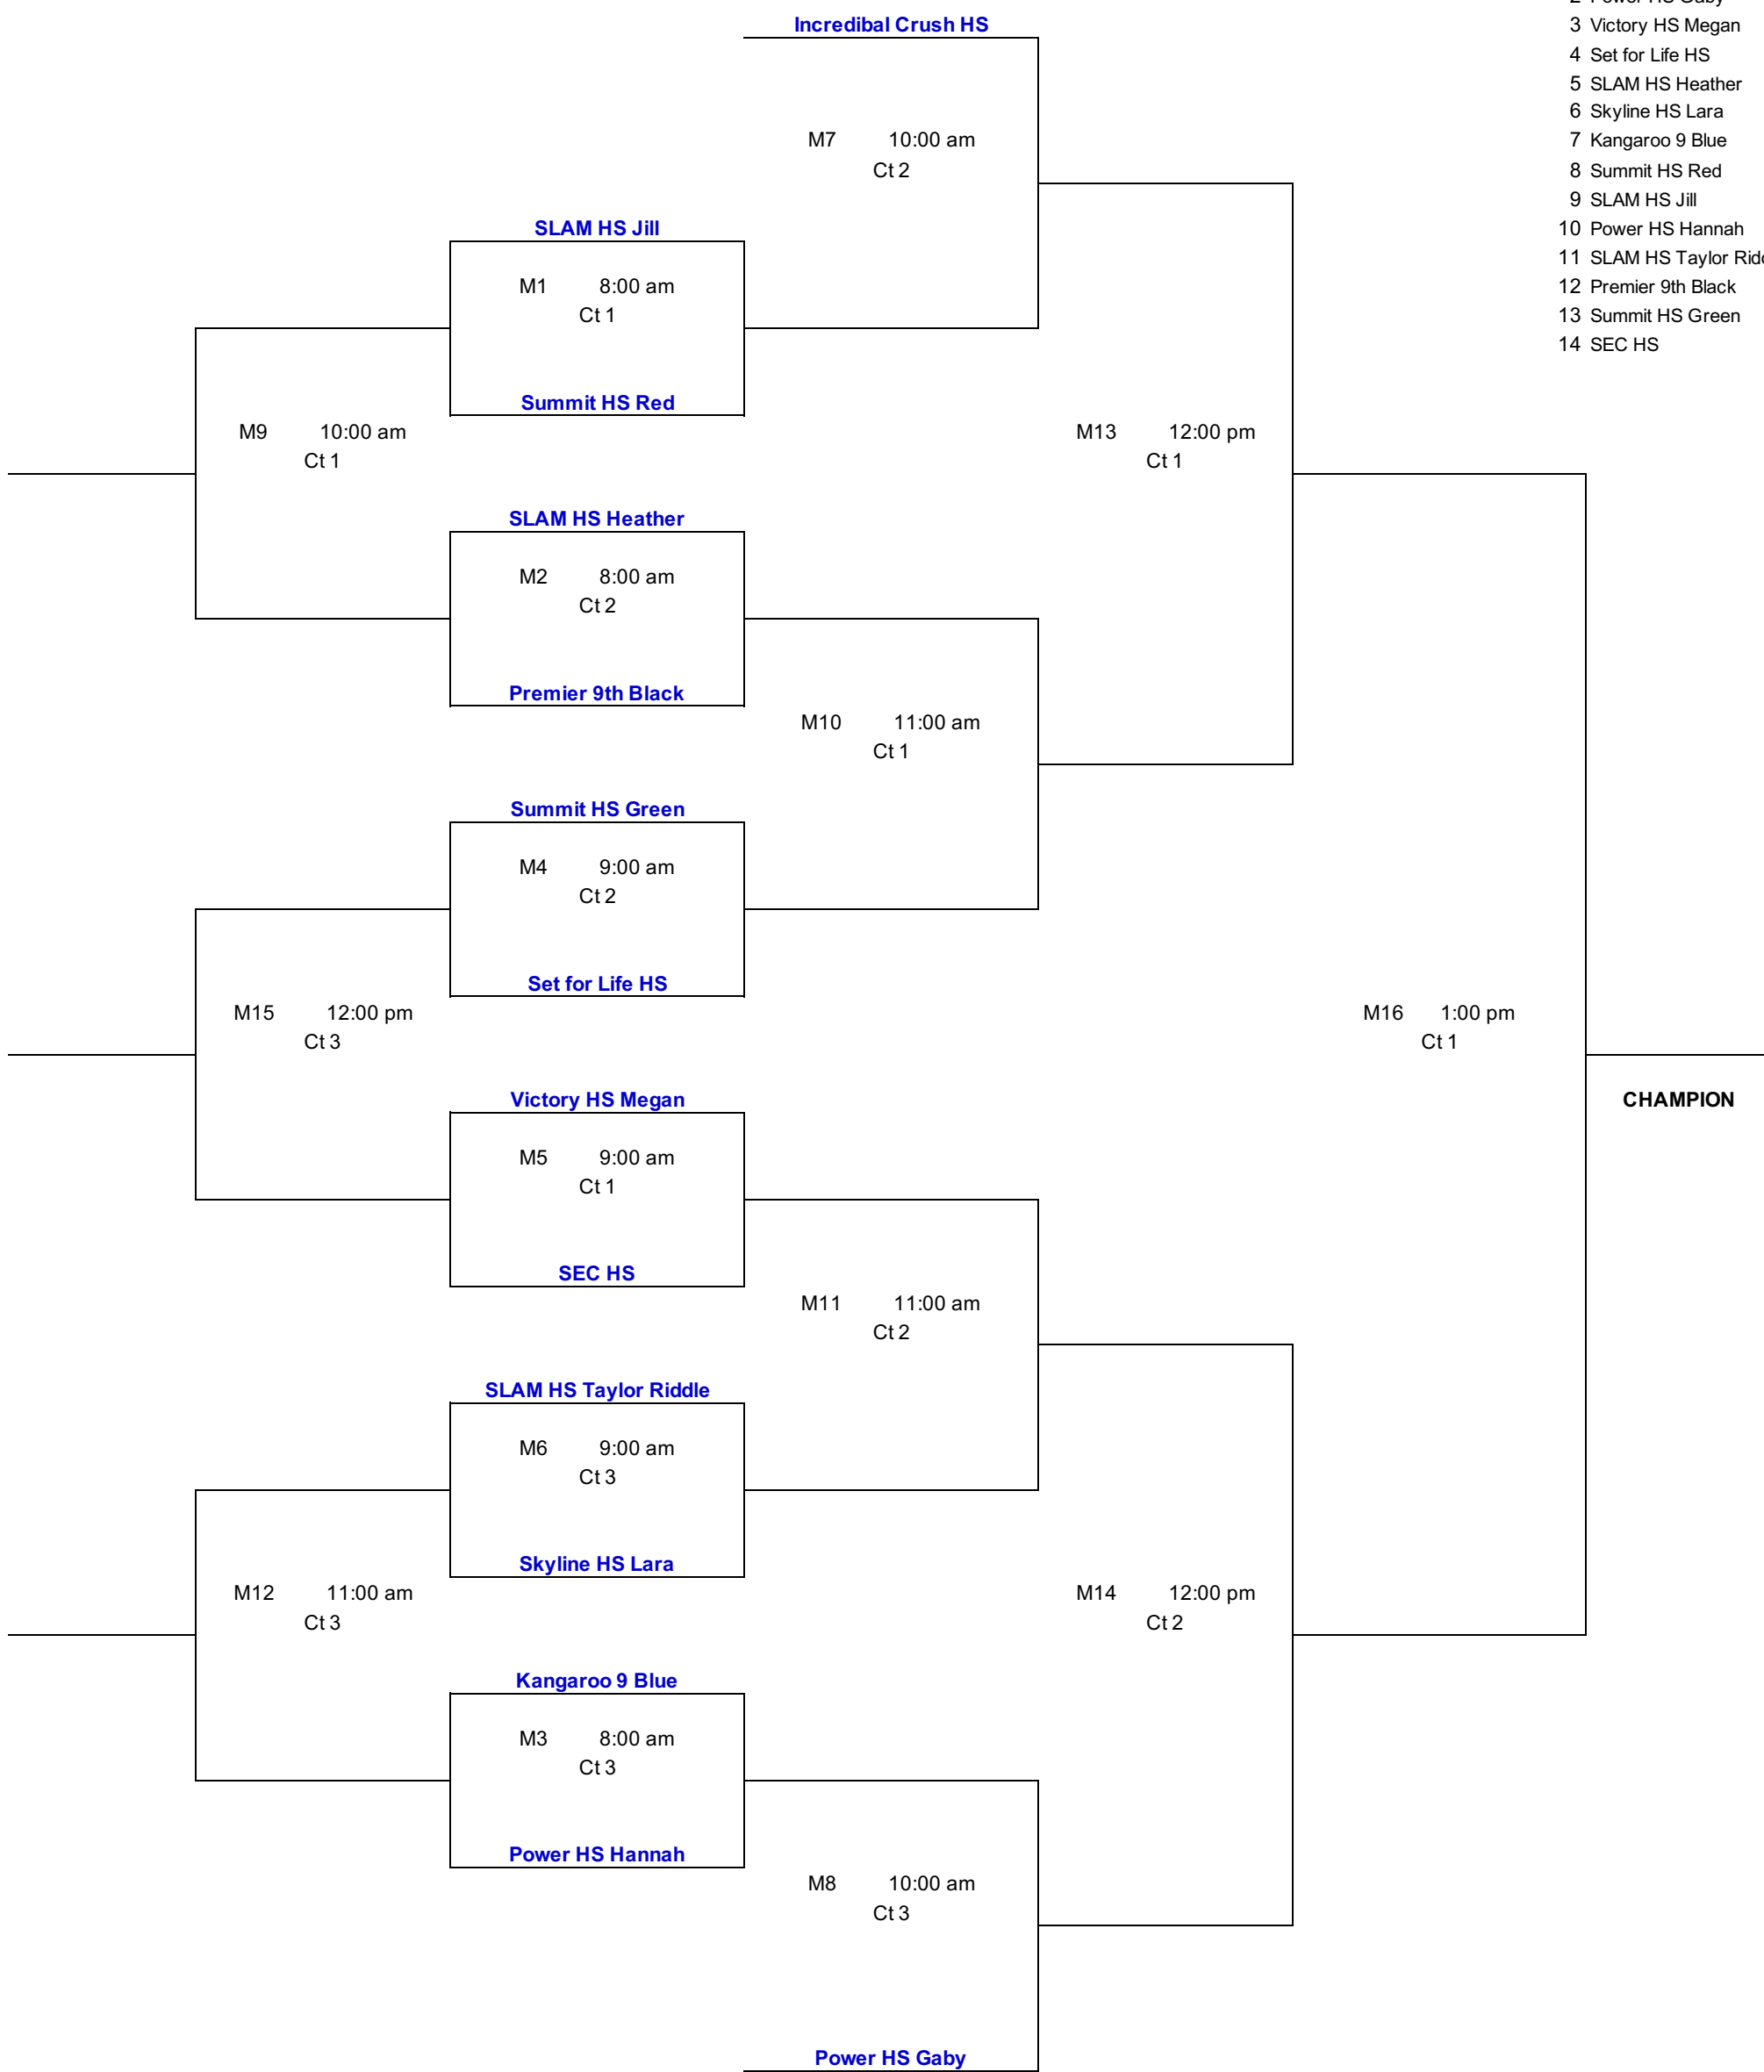 2 Power HS Gaby
Incredibal Crush HS
3 Victory HS Megan
4 Set for Life HS
5 SLAM HS Heather
6 Skyline HS Lara
M7 10:00 am
7 Kangaroo 9 Blue
Ct 2
8 Summit HS Red
9 SLAM HS Jill
SLAM HS Jill
10 Power HS Hannah
11 SLAM HS Taylor Ridd
M1 8:00 am
12 Premier 9th Black
Ct 1
13 Summit HS Green
14 SEC HS
Summit HS Red
M9 10:00 am
M13 12:00 pm
Ct 1
Ct 1
SLAM HS Heather
M2 8:00 am
Ct 2
Premier 9th Black
M10 11:00 am
Ct 1
Summit HS Green
M4 9:00 am
Ct 2
Set for Life HS
M15 12:00 pm
M16 1:00 pm
Ct 3
Ct 1
Victory HS Megan
CHAMPION
M5 9:00 am
Ct 1
SEC HS
M11 11:00 am
Ct 2
SLAM HS Taylor Riddle
M6 9:00 am
Ct 3
Skyline HS Lara
M12 11:00 am
M14 12:00 pm
Ct 3
Ct 2
Kangaroo 9 Blue
M3 8:00 am
Ct 3
Power HS Hannah
M8 10:00 am
Ct 3
Power HS Gaby